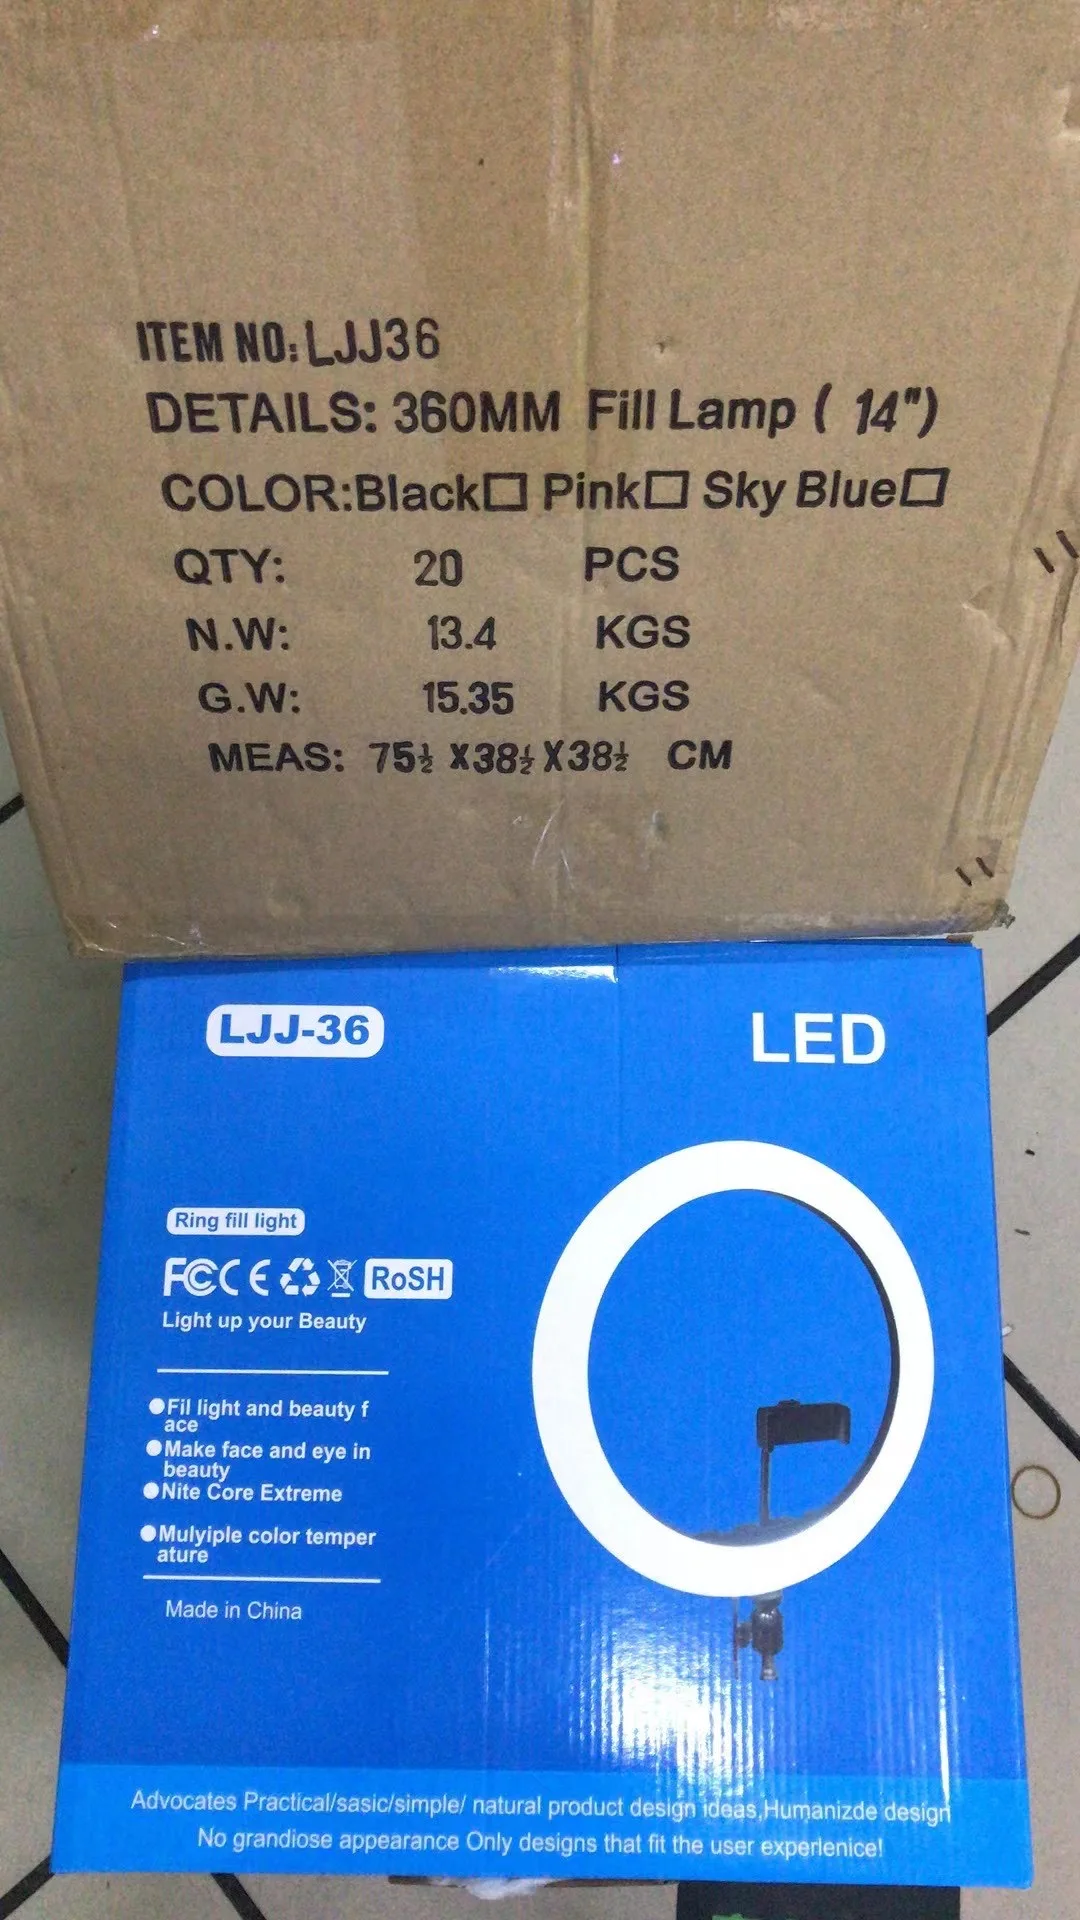 ITEM NO: LJJ36
DETAILS: 360MM Fill Lamp ( 14")
COLOR:Black□ Pink□ Sky Blue□
QTY: 20 PCS
N.W: 13.4 KGS
G.W: 15.35 KGS
MEAS: 75½ X38½ X38½ CM
LJJ-36
LED
Ring fill light
FC CE RoSH
Light up your Beauty
●Fil light and beauty f
ace
●Make face and eye in
beauty
●Nite Core Extreme
●Mulyiple color temper
ature
Made in China
Advocates Practical/sasic/simple/ natural product design ideas,Humanizde design
No grandiose appearance Only designs that fit the user experlenice!